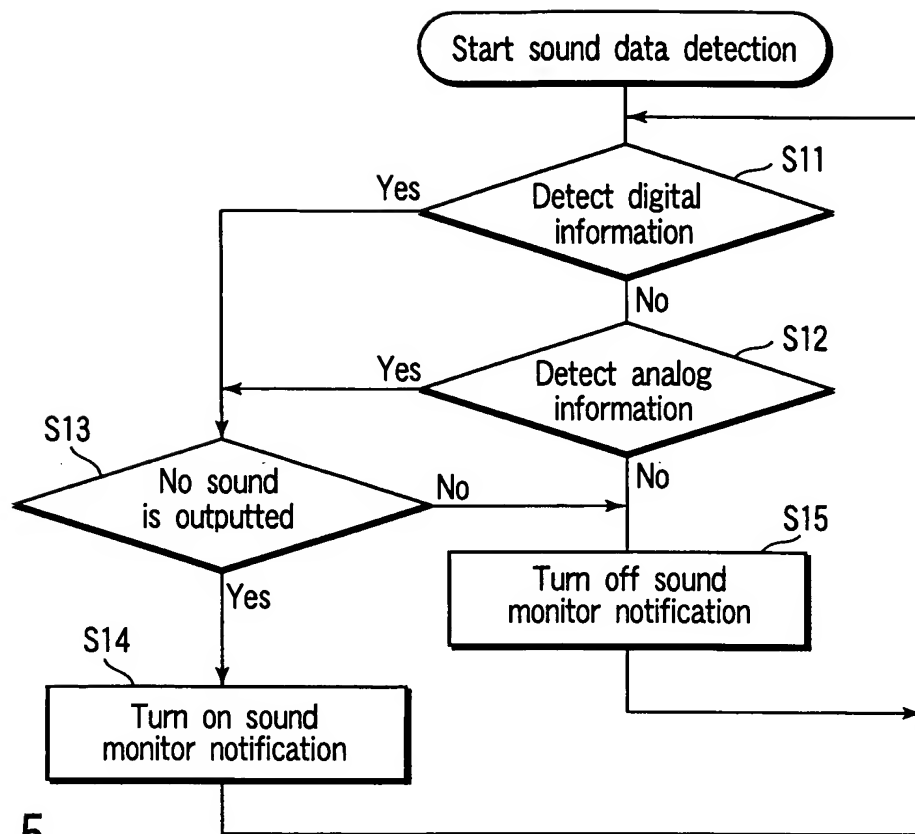 Start sound data detection
S11
Yes
Detect digital
information
No
S12
Yes
Detect analog
information
S13
No
No sound
is outputted
No
S15
Turn off sound
monitor notification
Yes
S14
Turn on sound
monitor notification
5